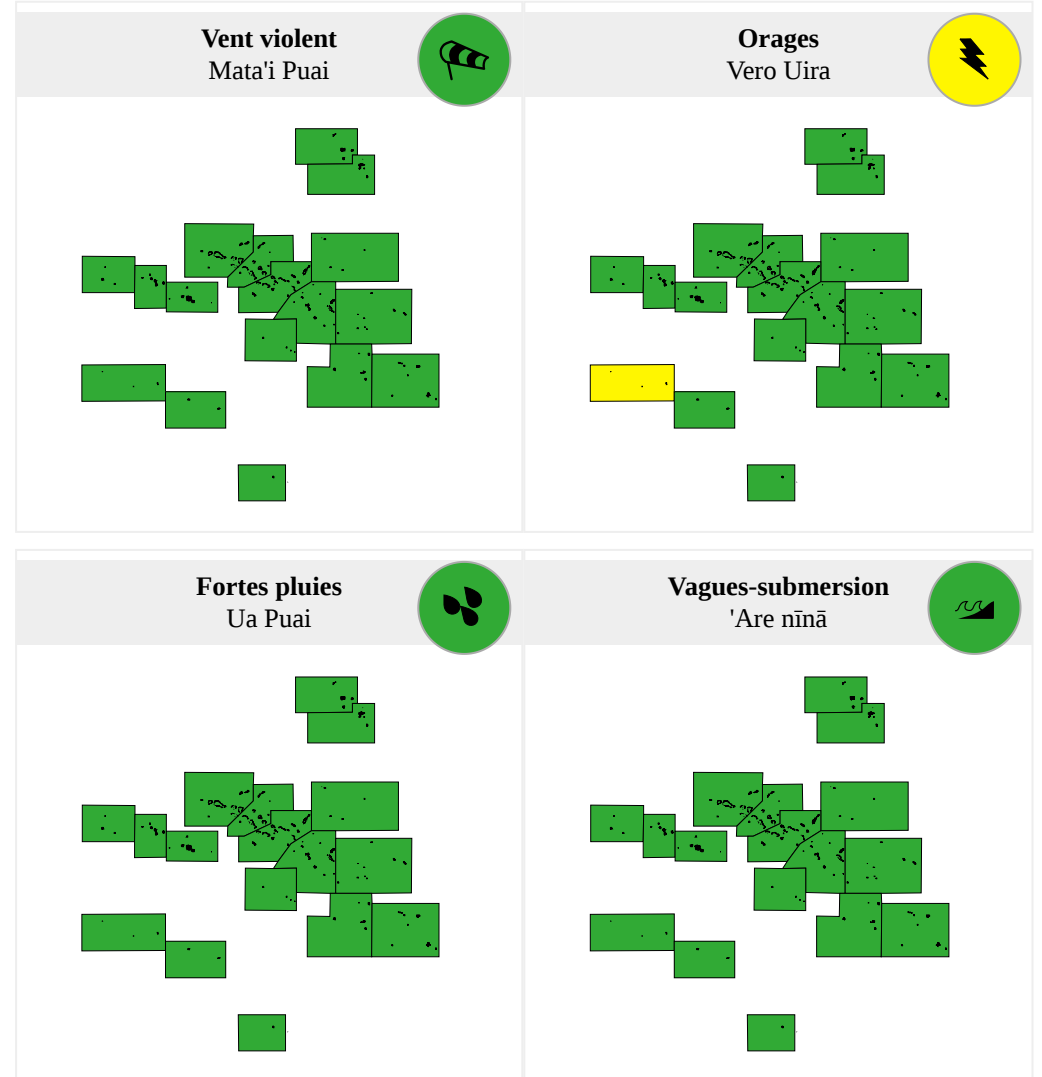 Vent violent
Mata'i Puai
Orages
Vero Uira
Fortes pluies
Ua Puai
Vagues-submersion
'Are nīnā